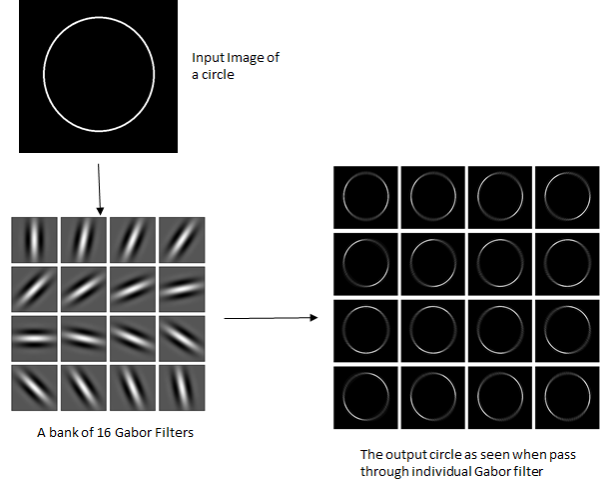 Input Image of
a circle
A bank of 16 Gabor Filters
The output circle as seen when pass
through individual Gabor filter